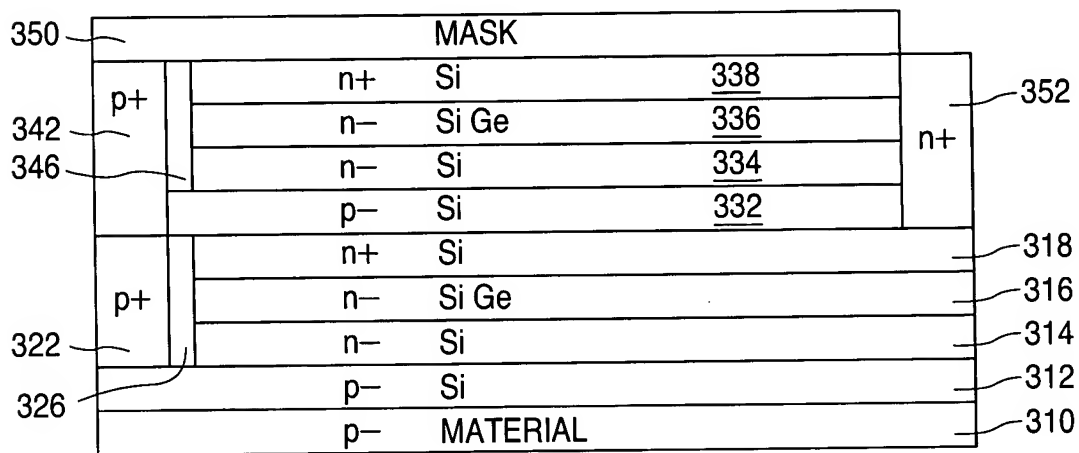 350 MASK
p+ n+ Si 338 352
342 n− Si Ge 336 n+
346 n− Si 334
p− Si 332
n+ Si 318
p+ n− Si Ge 316
322 n− Si 314
326 p− Si 312
p− MATERIAL 310